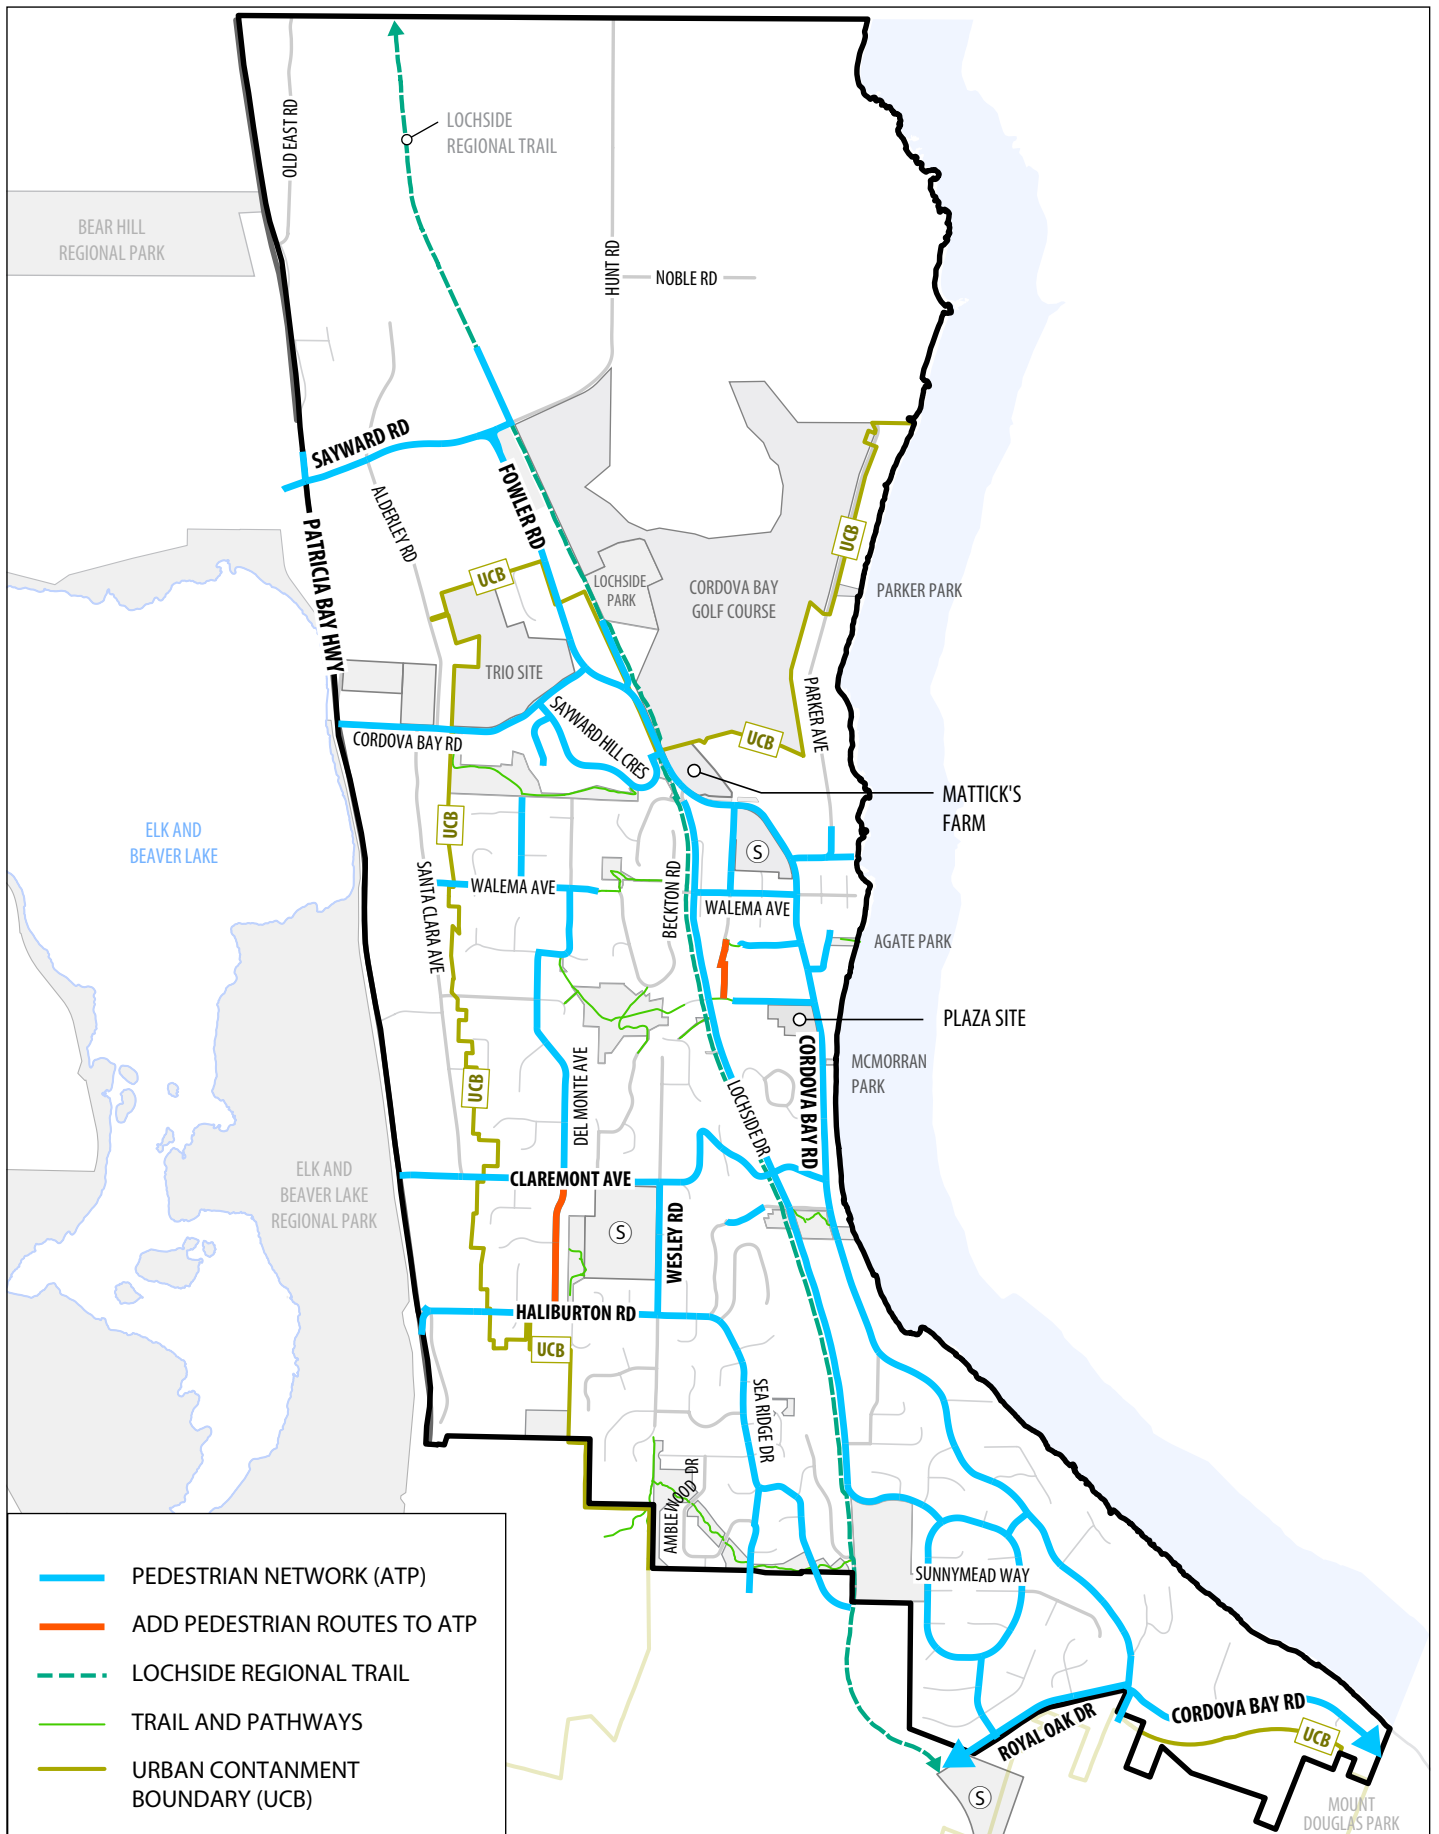 OLD EAST RD
LOCHSIDE
REGIONAL TRAIL
BEAR HILL
REGIONAL PARK
HUNT RD
NOBLE RD
SAYWARD RD
FOWLER RD
ALDERLEY RD
PATRICIA BAY HWY
UCB
UCB
LOCHSIDE
PARK
CORDOVA BAY
GOLF COURSE
PARKER PARK
TRIO SITE
PARKER AVE
SAYWARD HILL CRES
CORDOVA BAY RD
UCB
MATTICK'S
FARM
ELK AND
BEAVER LAKE
UCB
S
SANTA CLARA AVE
WALEMA AVE
BECKTON RD
WALEMA AVE
AGATE PARK
PLAZA SITE
CORDOVA BAY RD
MCMORRAN
PARK
UCB
DEL MONTE AVE
LOCHSIDE DR
ELK AND
BEAVER LAKE
REGIONAL PARK
CLAREMONT AVE
S
WESLEY RD
HALIBURTON RD
UCB
SEA RIDGE DR
AMBLEWOOD DR
SUNNYMEAD WAY
ROYAL OAK DR
CORDOVA BAY RD
UCB
S
MOUNT
DOUGLAS PARK
PEDESTRIAN NETWORK (ATP)
ADD PEDESTRIAN ROUTES TO ATP
LOCHSIDE REGIONAL TRAIL
TRAIL AND PATHWAYS
URBAN CONTANMENT
BOUNDARY (UCB)